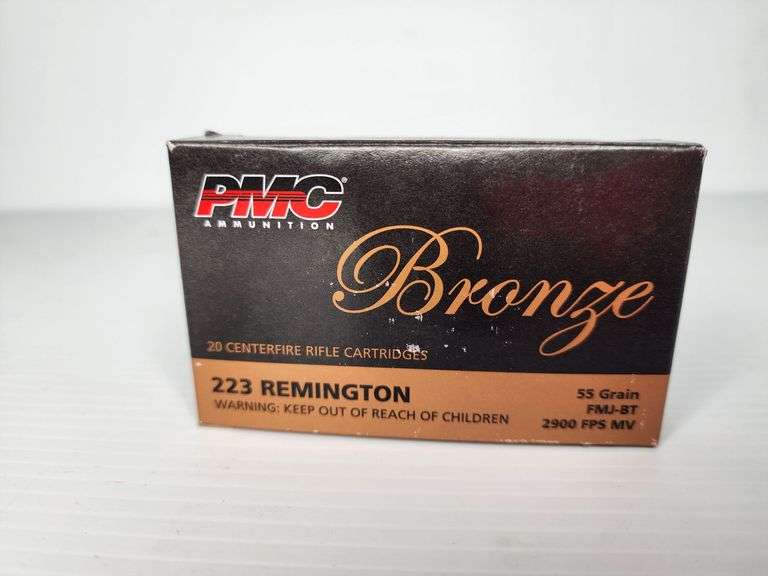 PMC®
AMMUNITION
Bronze
20 CENTERFIRE RIFLE CARTRIDGES
223 REMINGTON
WARNING: KEEP OUT OF REACH OF CHILDREN
55 Grain
FMJ-BT
2900 FPS MV